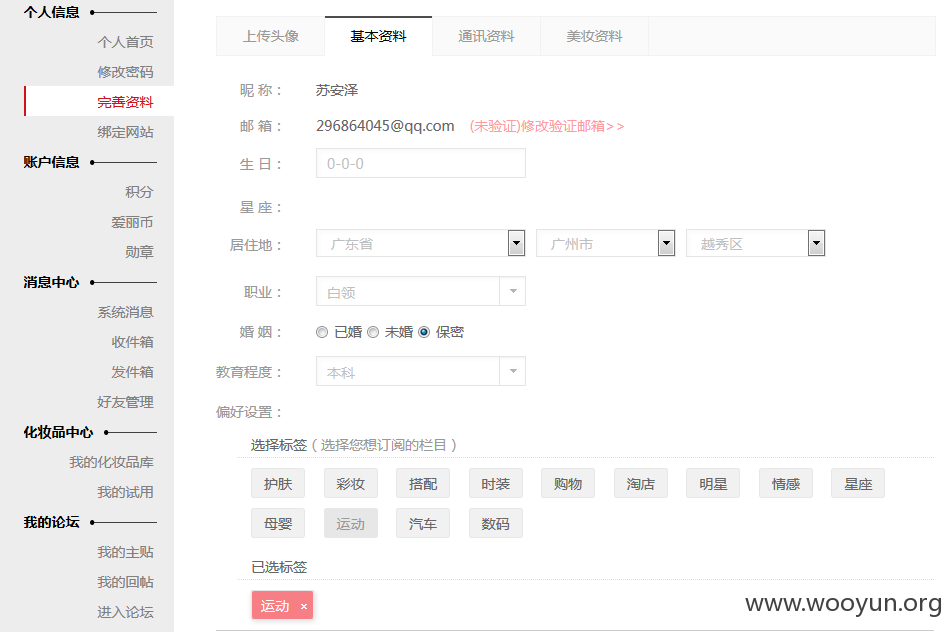 个人信息
个人首页
修改密码
完善资料
绑定网站
账户信息
积分
爱丽币
勋章
消息中心
系统消息
收件箱
发件箱
好友管理
化妆品中心
我的化妆品库
我的试用
我的论坛
我的主贴
我的回帖
进入论坛
上传头像 基本资料 通讯资料 美妆资料
昵 称： 苏安泽
邮 箱： 296864045@qq.com (未验证)修改验证邮箱>>
生 日： 0-0-0
星 座：
居住地： 广东省 广州市 越秀区
职业： 白领
婚 姻： 已婚 未婚 保密
教育程度： 本科
偏好设置：
选择标签（选择您想订阅的栏目）
护肤 彩妆 搭配 时装 购物 淘店 明星 情感 星座
母婴 运动 汽车 数码
已选标签
运动 ×
www.wooyun.org